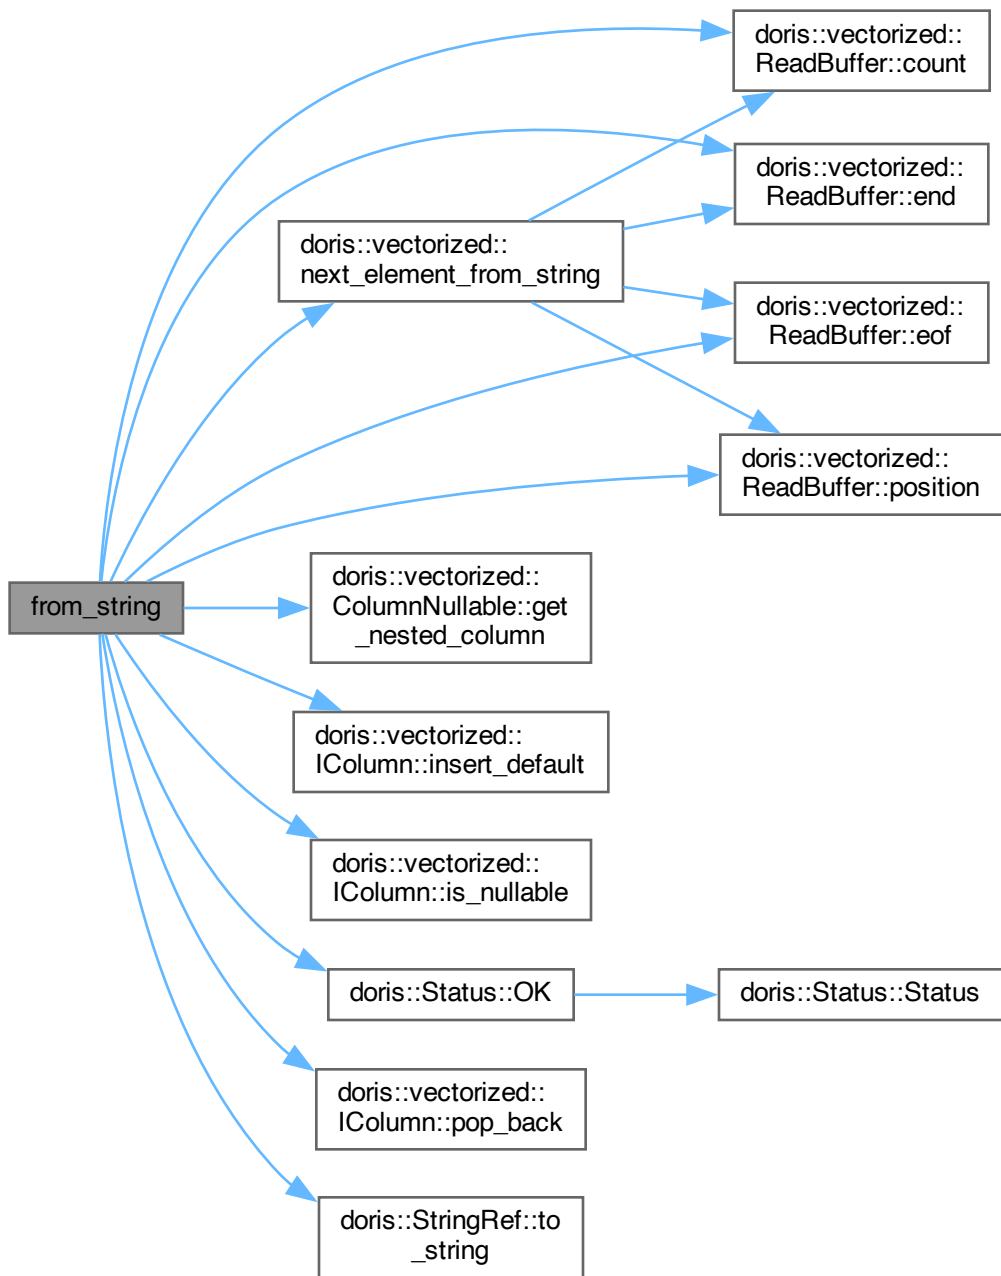 doris::vectorized::
ReadBuffer::count
doris::vectorized::
ReadBuffer::end
doris::vectorized::
next_element_from_string
doris::vectorized::
ReadBuffer::eof
doris::vectorized::
ReadBuffer::position
from_string
doris::vectorized::
ColumnNullable::get
_nested_column
doris::vectorized::
IColumn::insert_default
doris::vectorized::
IColumn::is_nullable
doris::Status::OK
doris::Status::Status
doris::vectorized::
IColumn::pop_back
doris::StringRef::to
_string